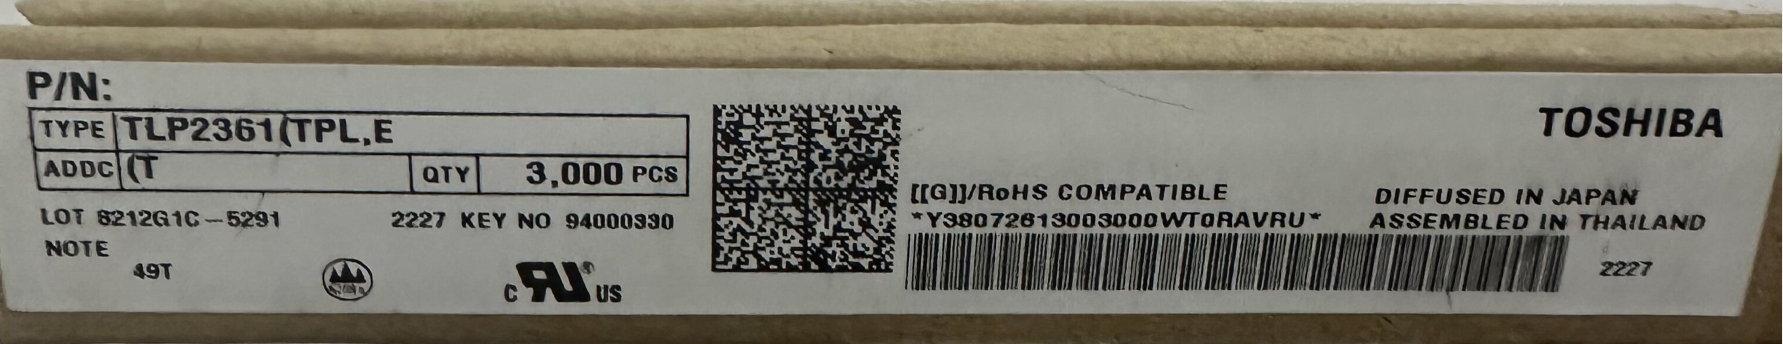 P/N:
TOSHIBA
TYPE TLP2361(TPL,E
ADDC (T QTY 3,000 PCS
[[G]]/RoHS COMPATIBLE DIFFUSED IN JAPAN
LOT 8212G1C-5291 2227 KEY NO 94000330
*Y38072613003000WT0RAVRU* ASSEMBLED IN THAILAND
NOTE
49T
C RU® US
2227